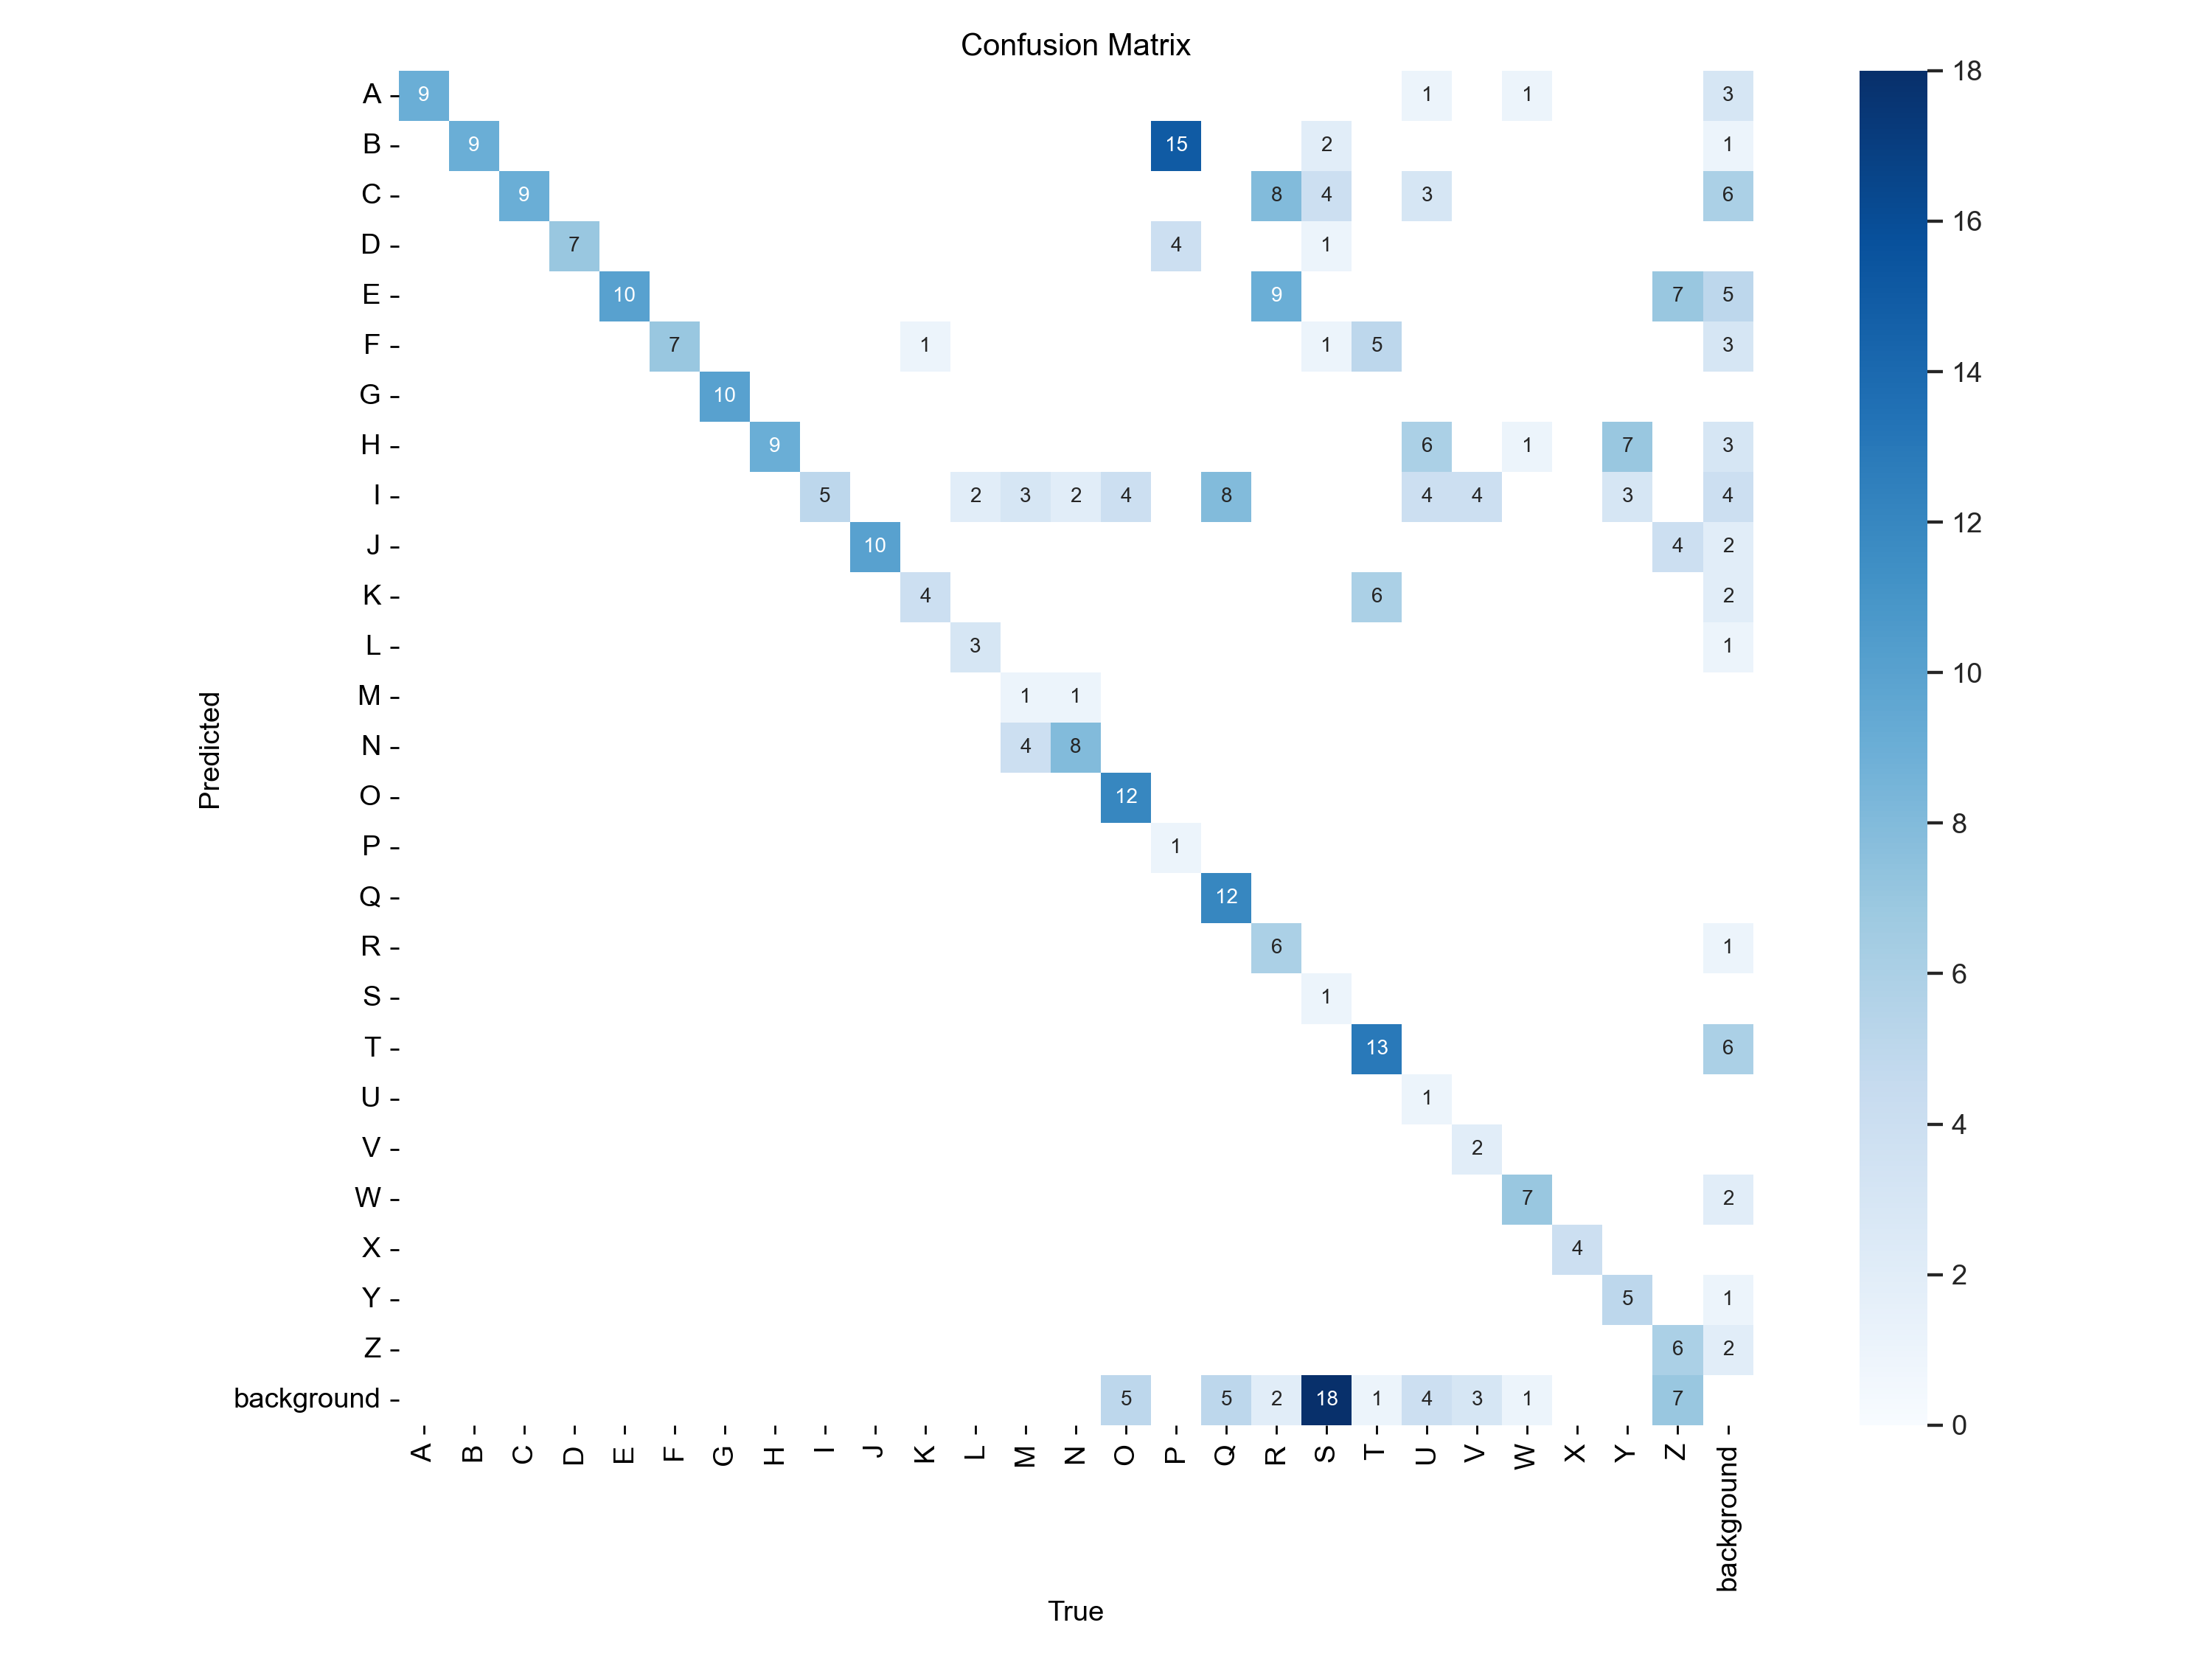 Confusion Matrix
A 9 1 1 3
B 9 15 2 1
C 9 8 4 3 6
D 7 4 1
E 10 9 7 5
F 7 1 1 5 3
G 10
H 9 6 1 7 3
I 5 2 3 2 4 8 4 4 3 4
J 10 4 2
K 4 6 2
L 3 1
M 1 1
N 4 8
O 12
P 1
Q 12
R 6 1
S 1
T 13 6
U 1
V 2
W 7 2
X 4
Y 5 1
Z 6 2
background 5 5 2 18 1 4 3 1 7
A B C D E F G H I J K L M N O P Q R S T U V W X Y Z background
True
Predicted
18
16
14
12
10
8
6
4
2
0